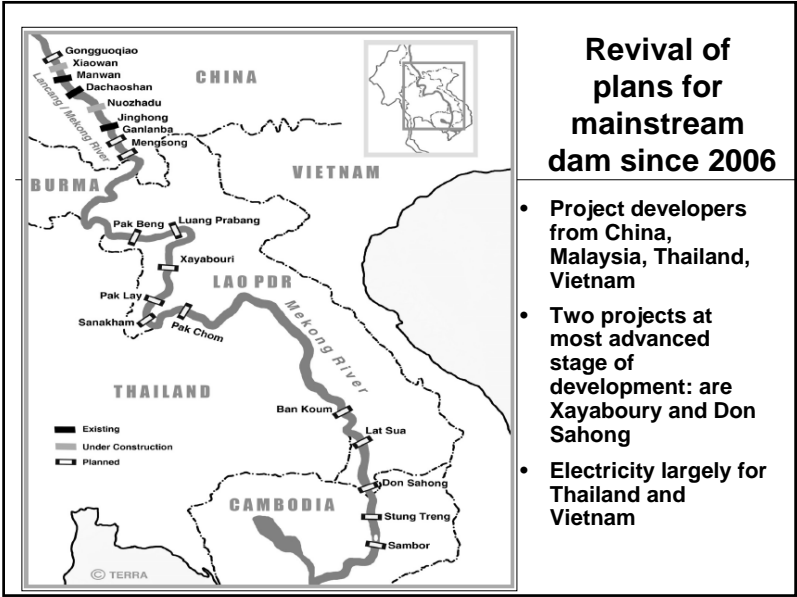 Revival of
plans for
mainstream
dam since 2006
• Project developers
from China,
Malaysia, Thailand,
Vietnam
• Two projects at
most advanced
stage of
development: are
Xayaboury and Don
Sahong
• Electricity largely for
Thailand and
Vietnam
Gongguoqiao
Xiaowan
Manwan
Dachaoshan
Nuozhadu
Jinghong
Ganlanba
Mengsong
Lancang / Mekong River
CHINA
BURMA
VIETNAM
Pak Beng
Luang Prabang
Xayabouri
LAO PDR
Pak Lay
Sanakham
Pak Chom
Mekong River
THAILAND
Ban Koum
Lat Sua
Existing
Under Construction
Planned
Don Sahong
CAMBODIA
Stung Treng
Sambor
© TERRA